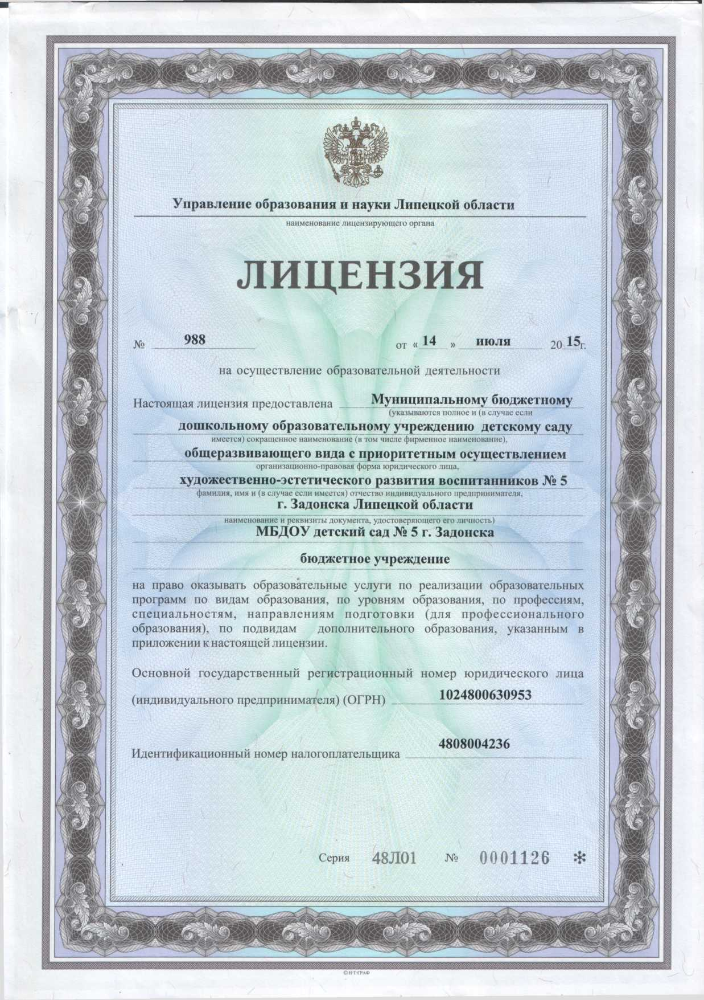 Управление образования и науки Липецкой области
наименование лицензирующего органа
ЛИЦЕНЗИЯ
№ 988 от « 14 » июля 20 15г.
на осуществление образовательной деятельности
Настоящая лицензия предоставлена Муниципальному бюджетному
(указываются полное и (в случае если
дошкольному образовательному учреждению детскому саду
имеется) сокращенное наименование (в том числе фирменное наименование),
общеразвивающего вида с приоритетным осуществлением
организационно-правовая форма юридического лица,
художественно-эстетического развития воспитанников № 5
фамилия, имя и (в случае если имеется) отчество индивидуального предпринимателя,
г. Задонска Липецкой области
наименование и реквизиты документа, удостоверяющего его личность)
МБДОУ детский сад № 5 г. Задонска
бюджетное учреждение
на право оказывать образовательные услуги по реализации образовательных
программ по видам образования, по уровням образования, по профессиям,
специальностям, направлениям подготовки (для профессионального
образования), по подвидам дополнительного образования, указанным в
приложении к настоящей лицензии.
Основной государственный регистрационный номер юридического лица
(индивидуального предпринимателя) (ОГРН) 1024800630953
Идентификационный номер налогоплательщика 4808004236
Серия 48Л01 № 0001126 *
© Н·Т·ГРАФ